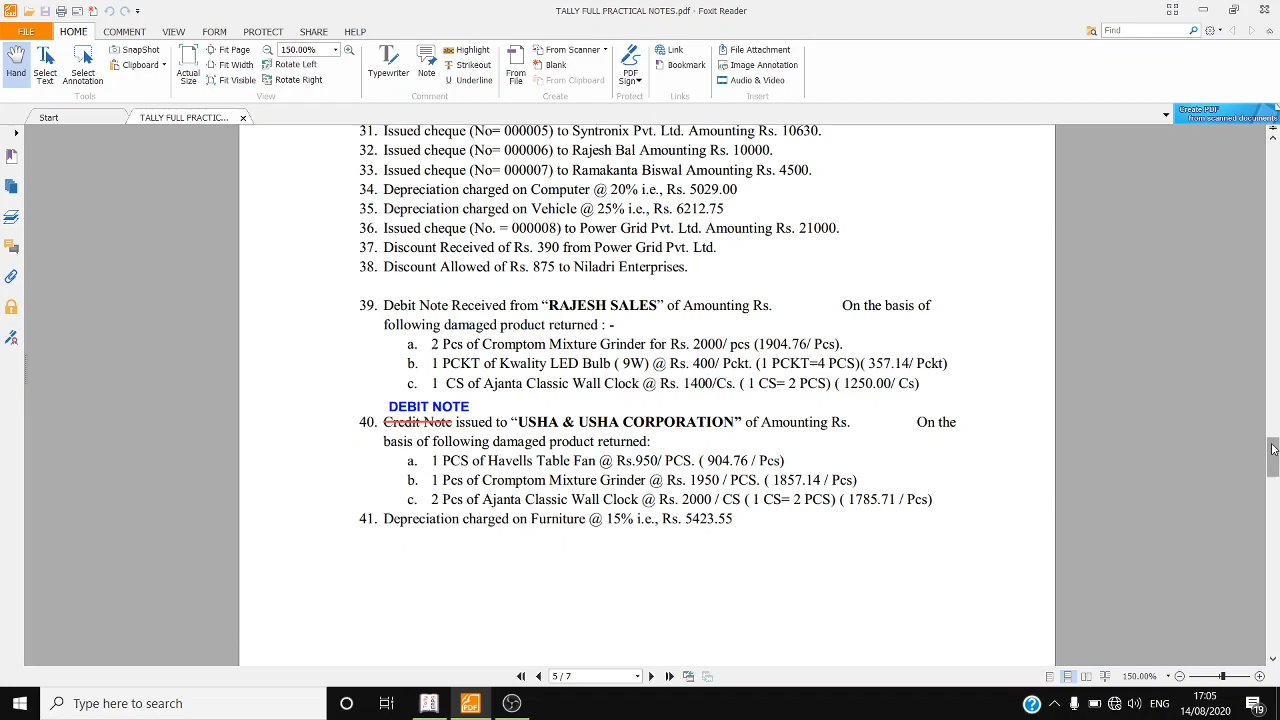 TALLY FULL PRACTICAL NOTES.pdf - Foxit Reader
FILE HOME COMMENT VIEW FORM PROTECT SHARE HELP
Find
Hand
Select Text
Select Annotation
SnapShot
Clipboard
Tools
Actual Size
Fit Page
Fit Width
Fit Visible
150.00%
Rotate Left
Rotate Right
View
Typewriter
Note
Highlight
Strikeout
Underline
Comment
From File
From Scanner
Blank
From Clipboard
Create
PDF Sign
Protect
Link
Bookmark
Links
File Attachment
Image Annotation
Audio & Video
Insert
Start
TALLY FULL PRACTIC...
Create PDF
from scanned documents
31. Issued cheque (No= 000005) to Syntronix Pvt. Ltd. Amounting Rs. 10630.
32. Issued cheque (No= 000006) to Rajesh Bal Amounting Rs. 10000.
33. Issued cheque (No= 000007) to Ramakanta Biswal Amounting Rs. 4500.
34. Depreciation charged on Computer @ 20% i.e., Rs. 5029.00
35. Depreciation charged on Vehicle @ 25% i.e., Rs. 6212.75
36. Issued cheque (No. = 000008) to Power Grid Pvt. Ltd. Amounting Rs. 21000.
37. Discount Received of Rs. 390 from Power Grid Pvt. Ltd.
38. Discount Allowed of Rs. 875 to Niladri Enterprises.
39. Debit Note Received from “RAJESH SALES” of Amounting Rs. On the basis of
following damaged product returned : -
a. 2 Pcs of Cromptom Mixture Grinder for Rs. 2000/ pcs (1904.76/ Pcs).
b. 1 PCKT of Kwality LED Bulb ( 9W) @ Rs. 400/ Pckt. (1 PCKT=4 PCS)( 357.14/ Pckt)
c. 1 CS of Ajanta Classic Wall Clock @ Rs. 1400/Cs. ( 1 CS= 2 PCS) ( 1250.00/ Cs)
DEBIT NOTE
40. Credit Note issued to “USHA & USHA CORPORATION” of Amounting Rs. On the
basis of following damaged product returned:
a. 1 PCS of Havells Table Fan @ Rs.950/ PCS. ( 904.76 / Pcs)
b. 1 Pcs of Cromptom Mixture Grinder @ Rs. 1950 / PCS. ( 1857.14 / Pcs)
c. 2 Pcs of Ajanta Classic Wall Clock @ Rs. 2000 / CS ( 1 CS= 2 PCS) ( 1785.71 / Pcs)
41. Depreciation charged on Furniture @ 15% i.e., Rs. 5423.55
5 / 7
150.00%
Type here to search
ENG
17:05
14/08/2020
19